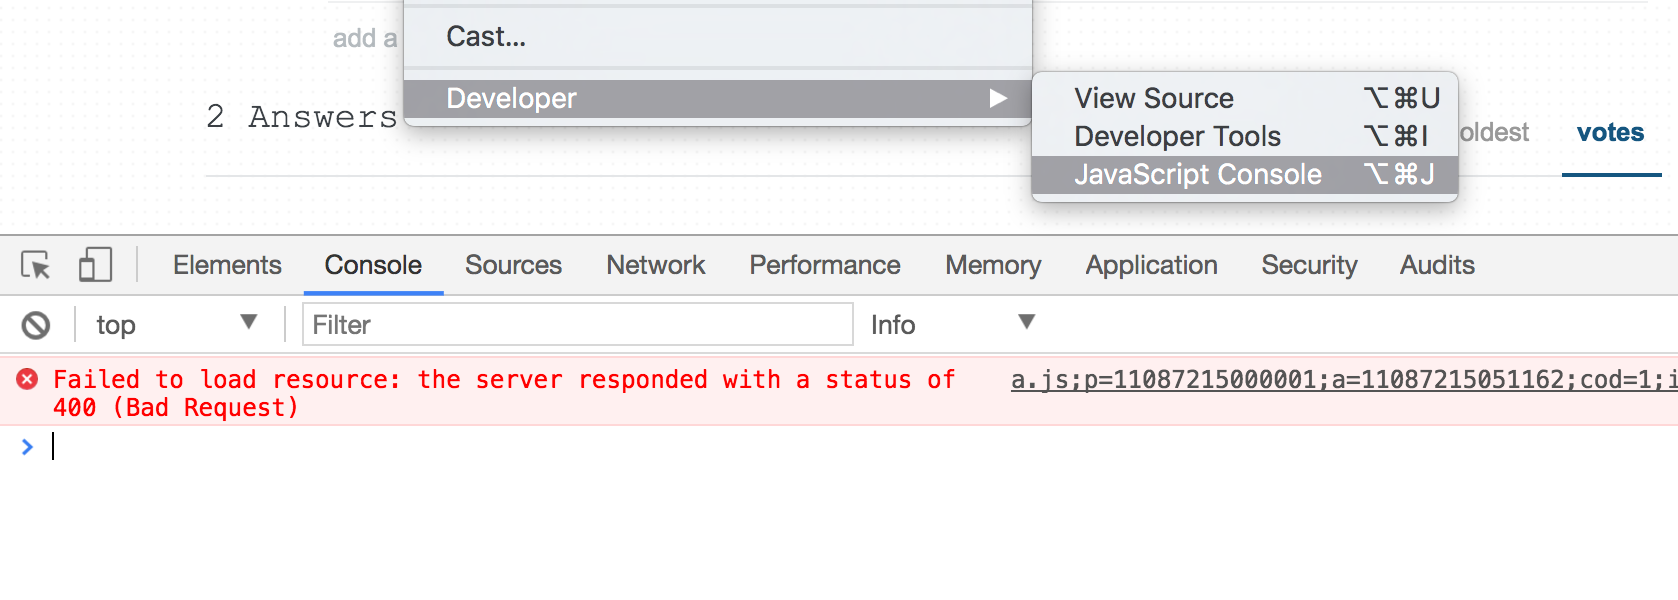 add a
Cast...
Developer
2 Answers
View Source ⌥⌘U
Developer Tools ⌥⌘I
JavaScript Console ⌥⌘J
oldest votes
Elements Console Sources Network Performance Memory Application Security Audits
top Filter Info
Failed to load resource: the server responded with a status of a.js;p=11087215000001;a=11087215051162;cod=1;i
400 (Bad Request)